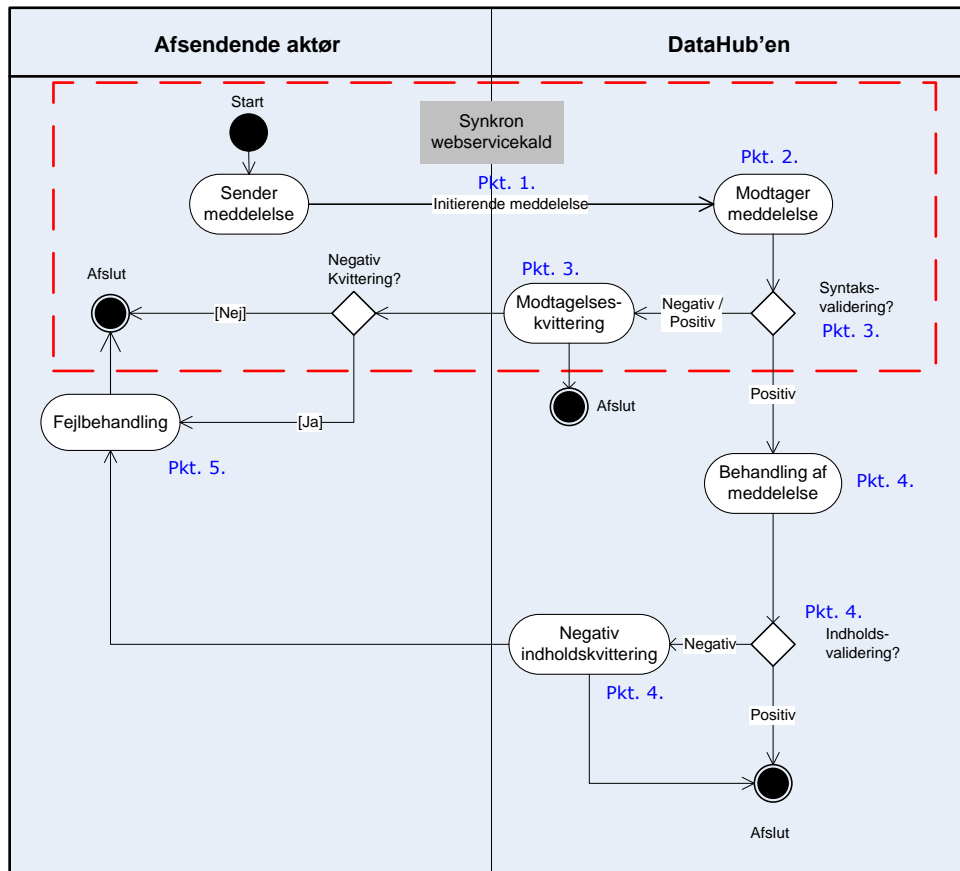 Afsendende aktør
DataHub'en
Start
Synkron
webservicekald
Pkt. 1.
Pkt. 2.
Sender
meddelelse
Initierende meddelelse
Modtager
meddelelse
Afslut
Negativ
Kvittering?
Pkt. 3.
[Nej]
Modtagelses-
kvittering
Negativ /
Positiv
Syntaks-
validering?
Pkt. 3.
Fejlbehandling
[Ja]
Afslut
Positiv
Pkt. 5.
Behandling af
meddelelse
Pkt. 4.
Pkt. 4.
Negativ
indholdskvittering
Negativ
Indholds-
validering?
Pkt. 4.
Positiv
Afslut